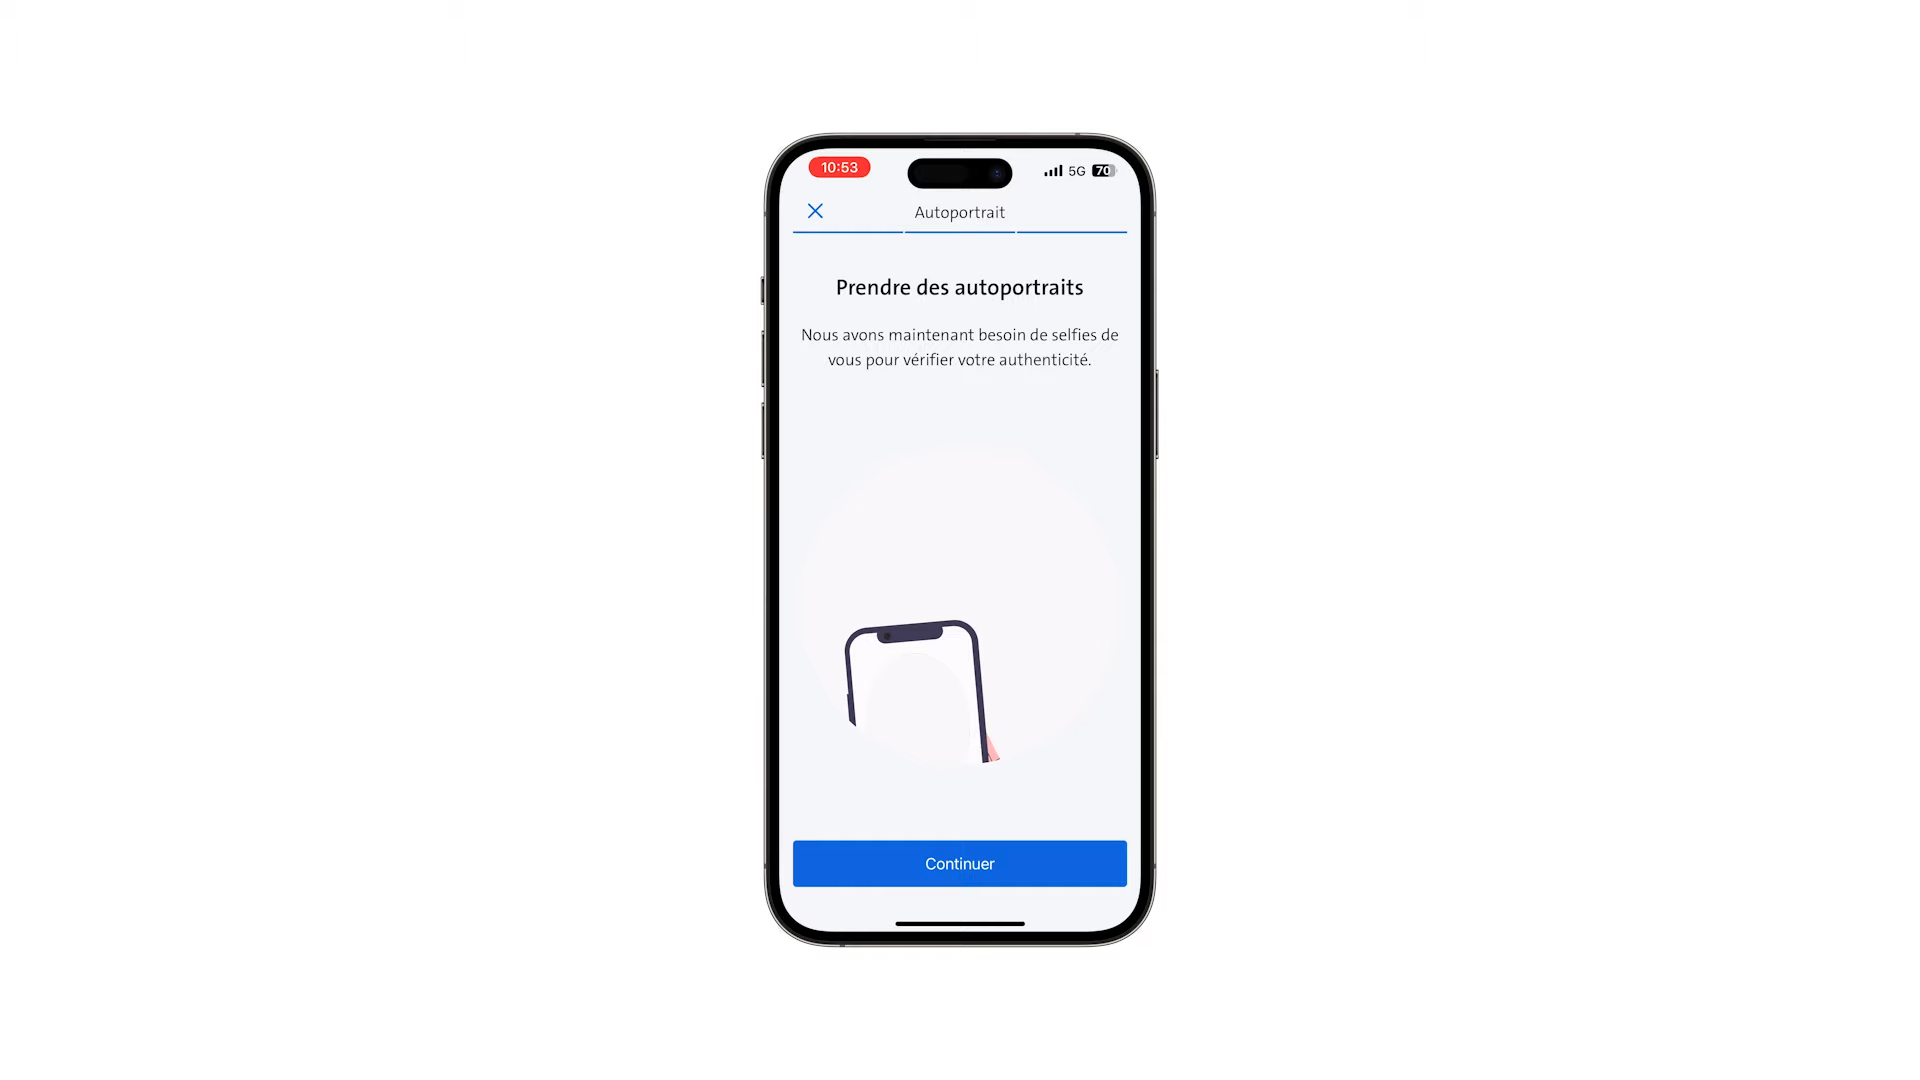 10:53
5G
70
Autoportrait
Prendre des autoportraits
Nous avons maintenant besoin de selfies de
vous pour vérifier votre authenticité.
Continuer